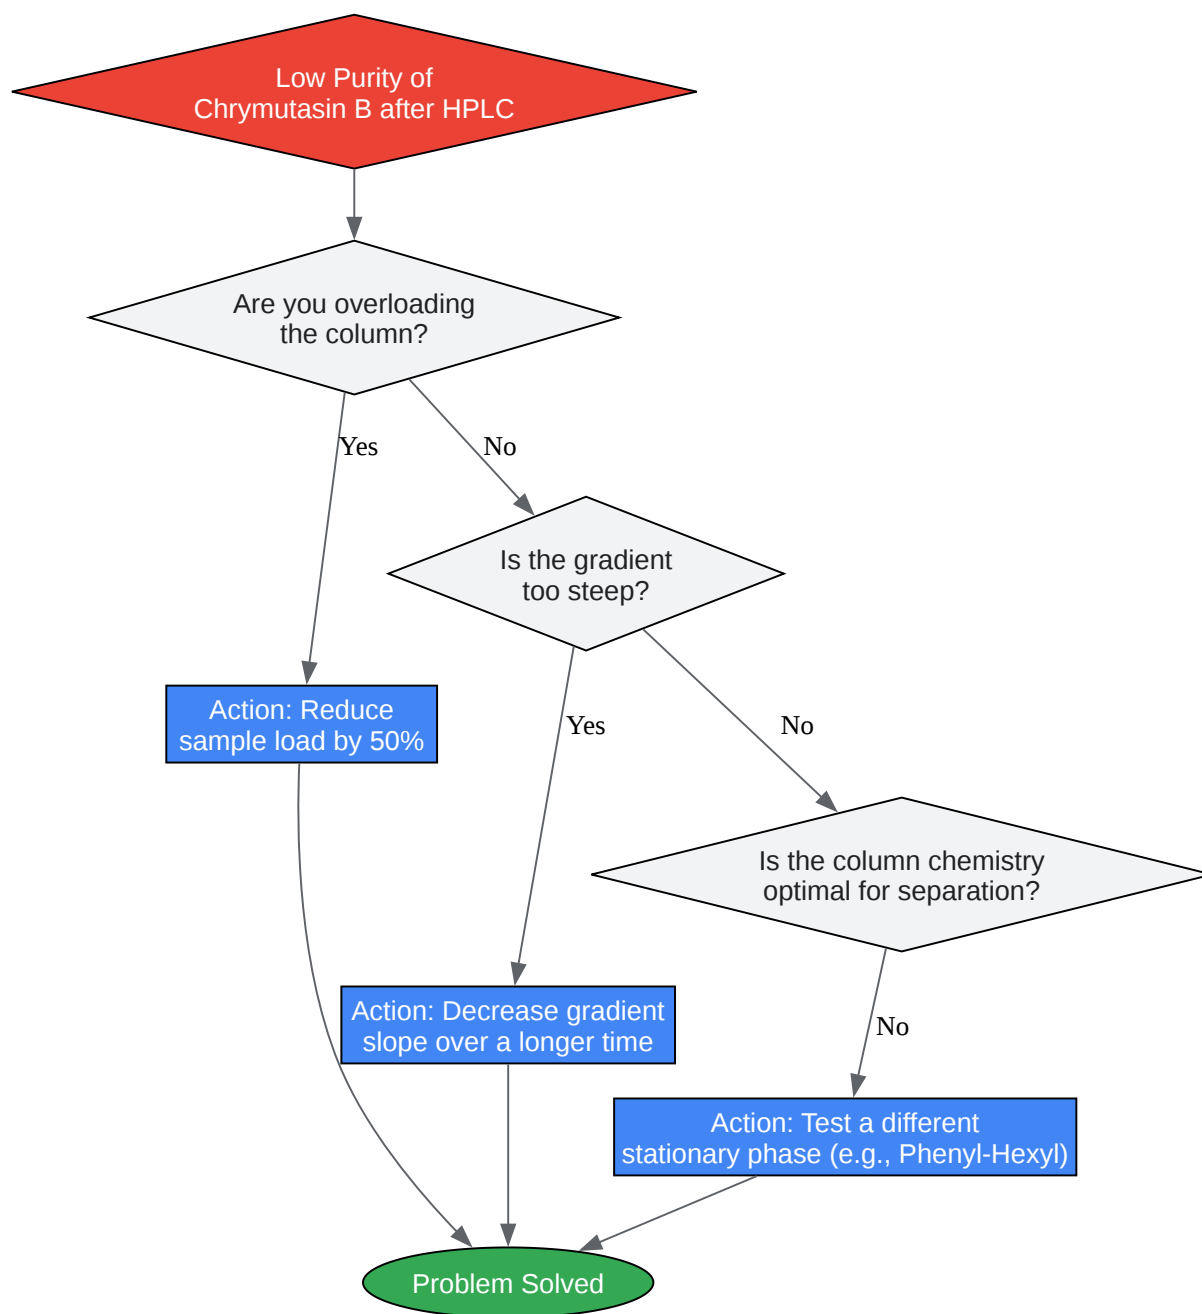 Low Purity of
Chrymutasin B after HPLC
Are you overloading
the column?
Yes
No
Is the gradient
too steep?
Action: Reduce
sample load by 50%
Yes
No
Is the column chemistry
optimal for separation?
Action: Decrease gradient
slope over a longer time
No
Action: Test a different
stationary phase (e.g., Phenyl-Hexyl)
Problem Solved